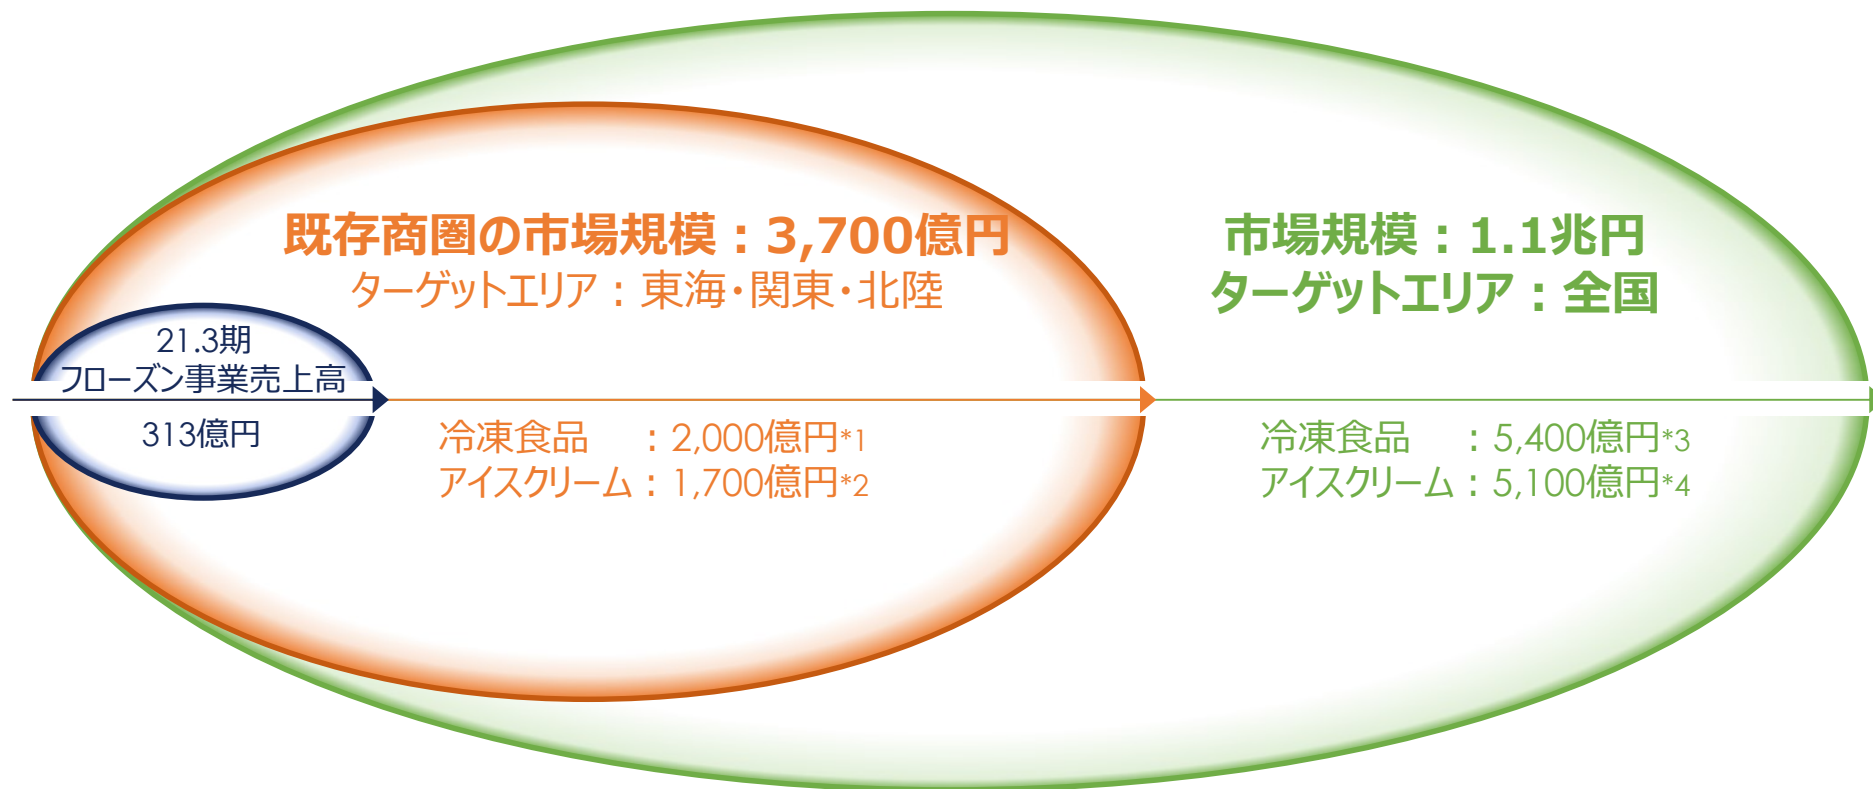 既存商圏の市場規模：3,700億円
ターゲットエリア：東海・関東・北陸
市場規模：1.1兆円
ターゲットエリア：全国
21.3期
フローズン事業売上高
313億円
冷凍食品　：2,000億円*1
アイスクリーム：1,700億円*2
冷凍食品　：5,400億円*3
アイスクリーム：5,100億円*4